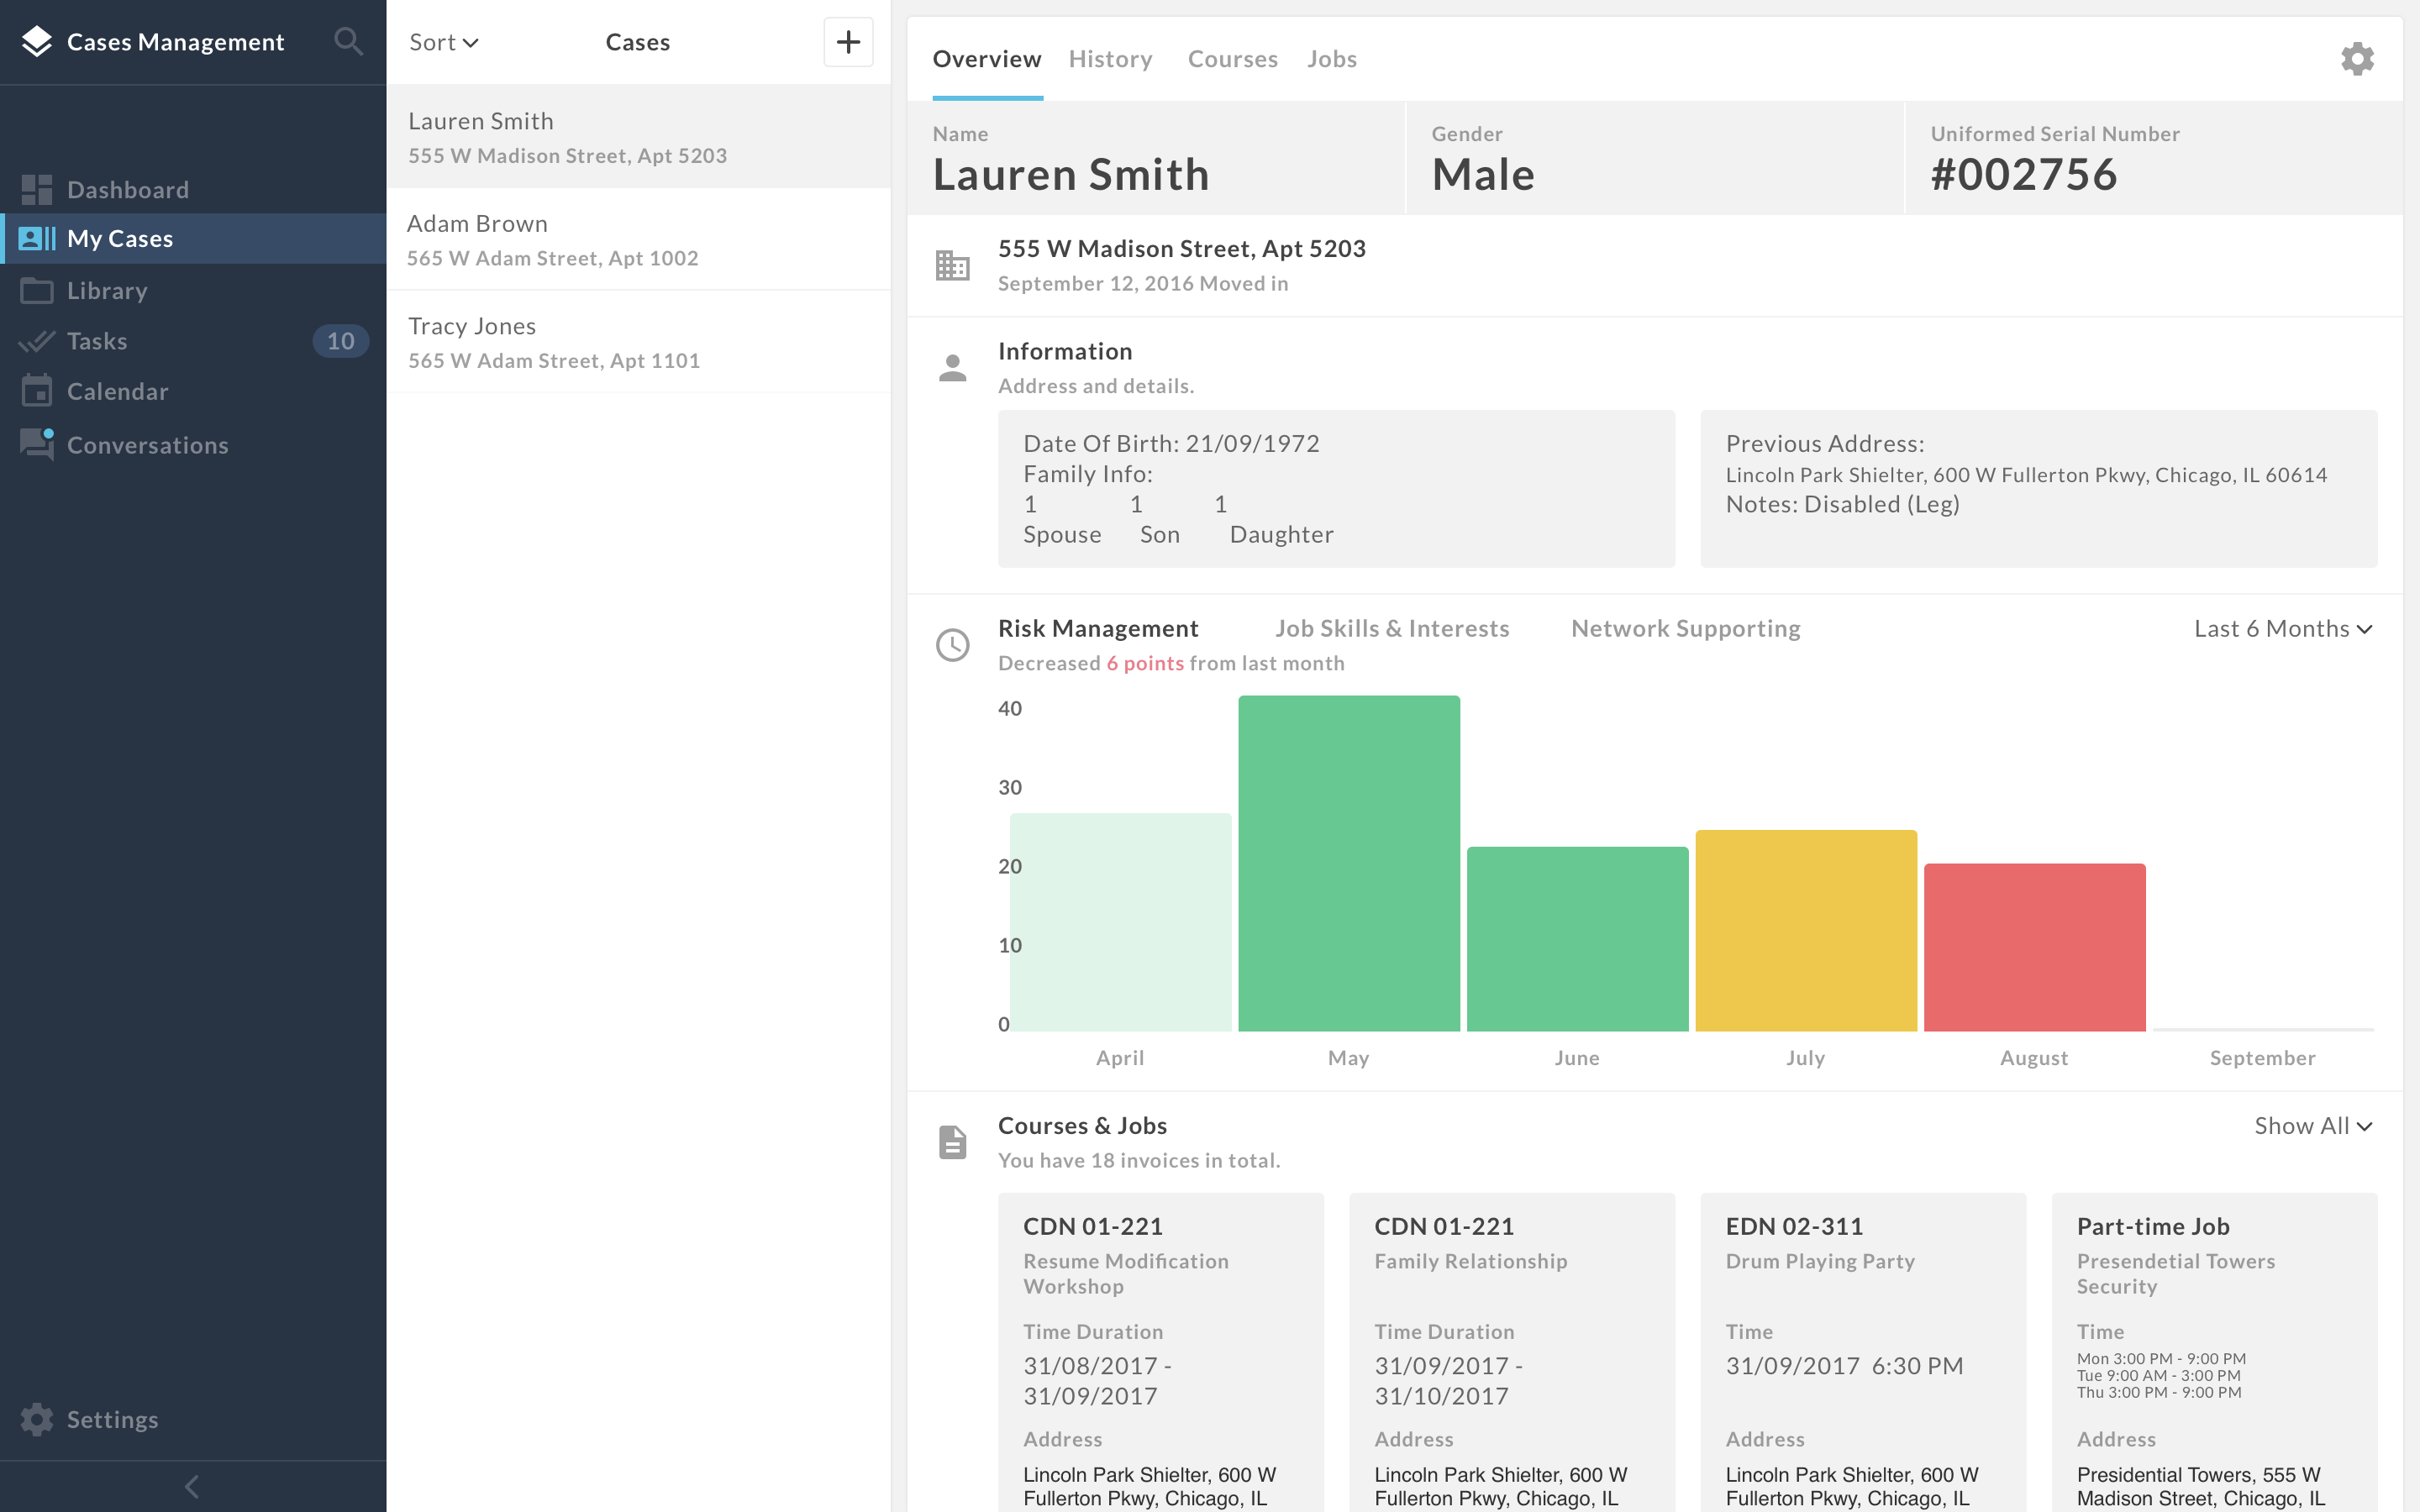 Cases Management
Dashboard
My Cases
Library
Tasks
10
Calendar
Conversations
Settings
Sort
Cases
Lauren Smith
555 W Madison Street, Apt 5203
Adam Brown
565 W Adam Street, Apt 1002
Tracy Jones
565 W Adam Street, Apt 1101
Overview History Courses Jobs
Name
Lauren Smith
Gender
Male
Uniformed Serial Number
#002756
555 W Madison Street, Apt 5203
September 12, 2016 Moved in
Information
Address and details.
Date Of Birth: 21/09/1972
Family Info:
1 1 1
Spouse Son Daughter
Previous Address:
Lincoln Park Shielter, 600 W Fullerton Pkwy, Chicago, IL 60614
Notes: Disabled (Leg)
Risk Management Job Skills & Interests Network Supporting Last 6 Months
Decreased 6 points from last month
40
30
20
10
0
April May June July August September
Courses & Jobs
Show All
You have 18 invoices in total.
CDN 01-221
Resume Modification
Workshop
Time Duration
31/08/2017 -
31/09/2017
Address
Lincoln Park Shielter, 600 W
Fullerton Pkwy, Chicago, IL
CDN 01-221
Family Relationship
Time Duration
31/09/2017 -
31/10/2017
Address
Lincoln Park Shielter, 600 W
Fullerton Pkwy, Chicago, IL
EDN 02-311
Drum Playing Party
Time
31/09/2017 6:30 PM
Address
Lincoln Park Shielter, 600 W
Fullerton Pkwy, Chicago, IL
Part-time Job
Presendetial Towers
Security
Time
Mon 3:00 PM - 9:00 PM
Tue 9:00 AM - 3:00 PM
Thu 3:00 PM - 9:00 PM
Address
Presidential Towers, 555 W
Madison Street, Chicago, IL